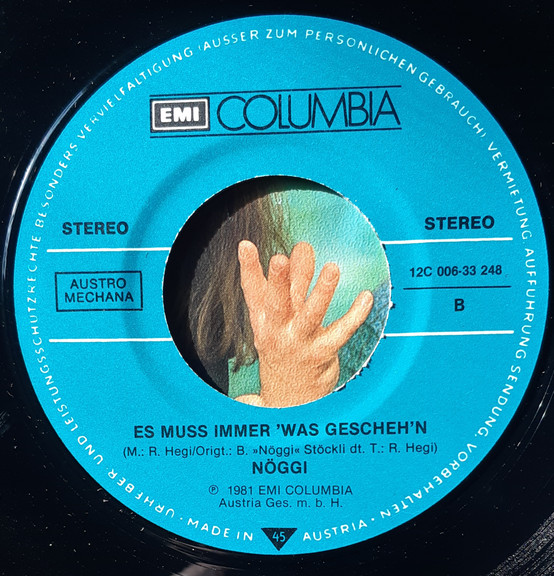 EMI COLUMBIA
STEREO
STEREO
AUSTRO
MECHANA
12C 006-33 248
B
ES MUSS IMMER 'WAS GESCHEH'N
(M.: R. Hegi/Origt.: B. »Nöggi« Stöckli dt. T.: R. Hegi)
NÖGGI
℗ 1981 EMI COLUMBIA
Austria Ges. m. b. H.
URHEBER UND LEISTUNGSSCHUTZRECHTE BESONDERS VERVIELFÄLTIGUNG (AUSSER ZUM PERSÖNLICHEN GEBRAUCH) VERMIETUNG AUFFÜHRUNG SENDUNG VORBEHALTEN ·
MADE IN 45 AUSTRIA ·